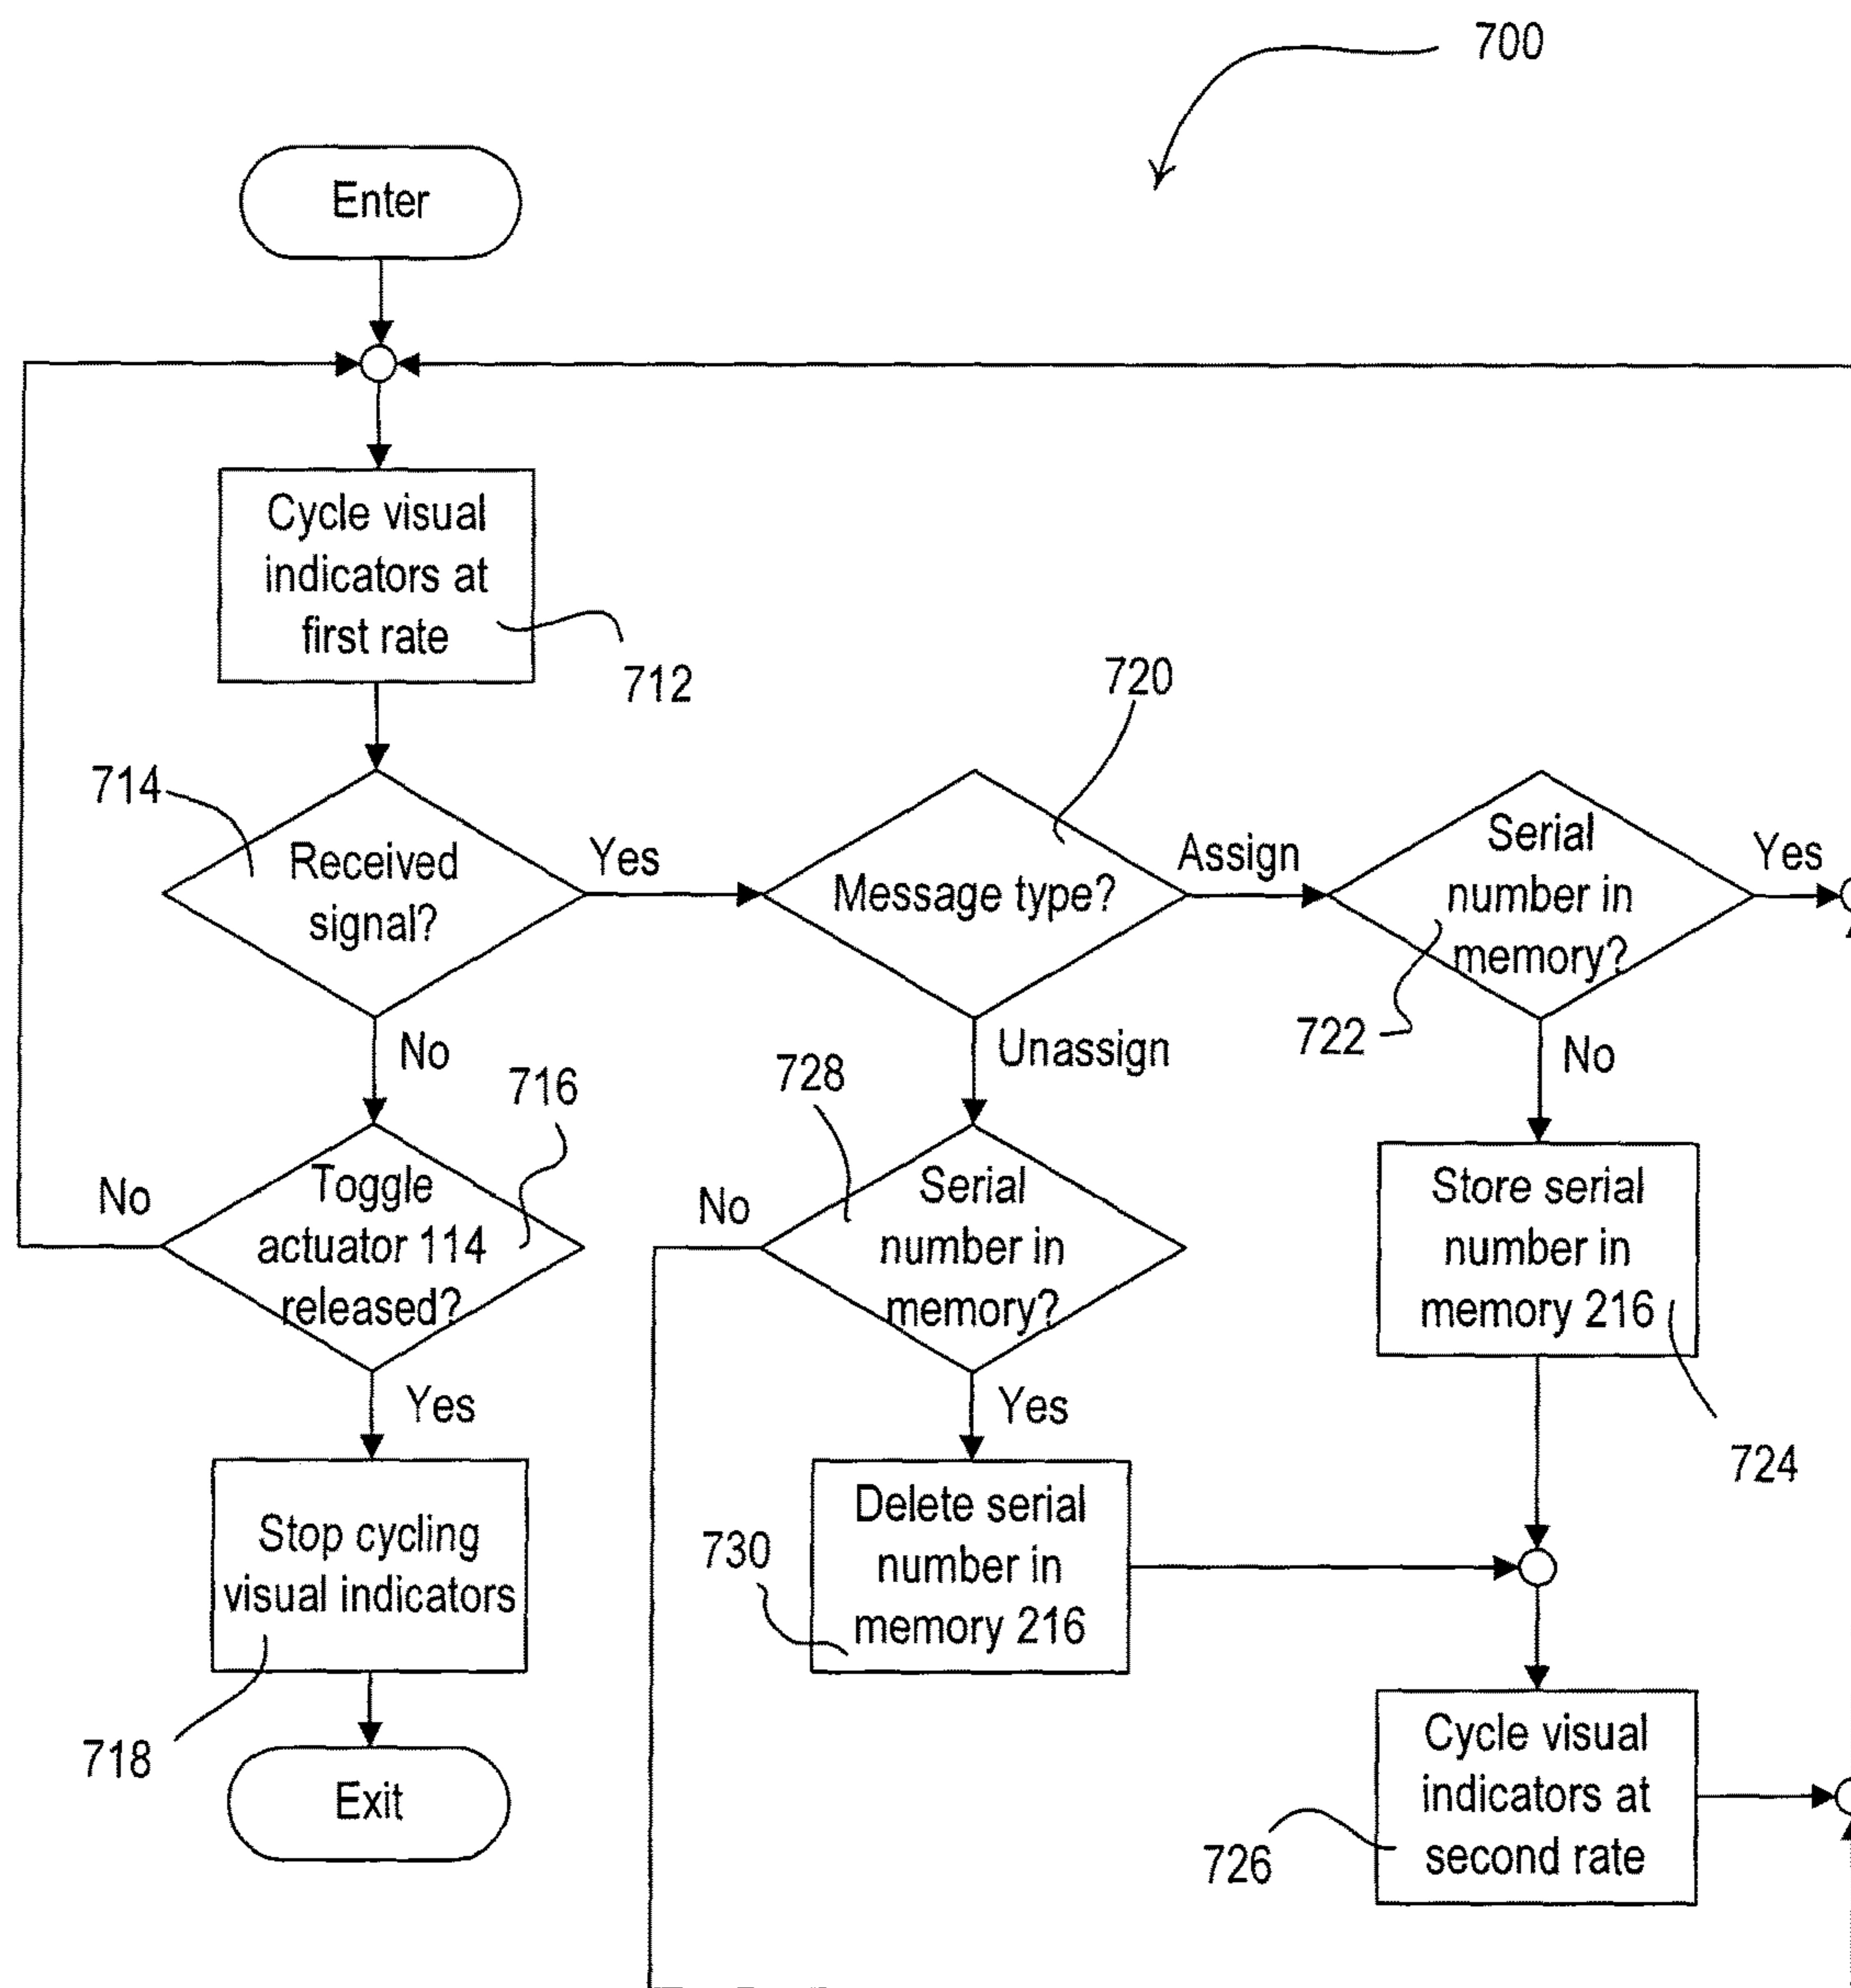 700
Enter
Cycle visual
indicators at
first rate
712
714
Received
signal?
Yes
No
720
Message type?
Assign
Unassign
Serial
number in
memory?
722
Yes
No
716
Toggle
actuator 114
released?
No
Yes
728
Serial
number in
memory?
No
Yes
Store serial
number in
memory 216
724
Stop cycling
visual indicators
718
730
Delete serial
number in
memory 216
Exit
Cycle visual
indicators at
second rate
726